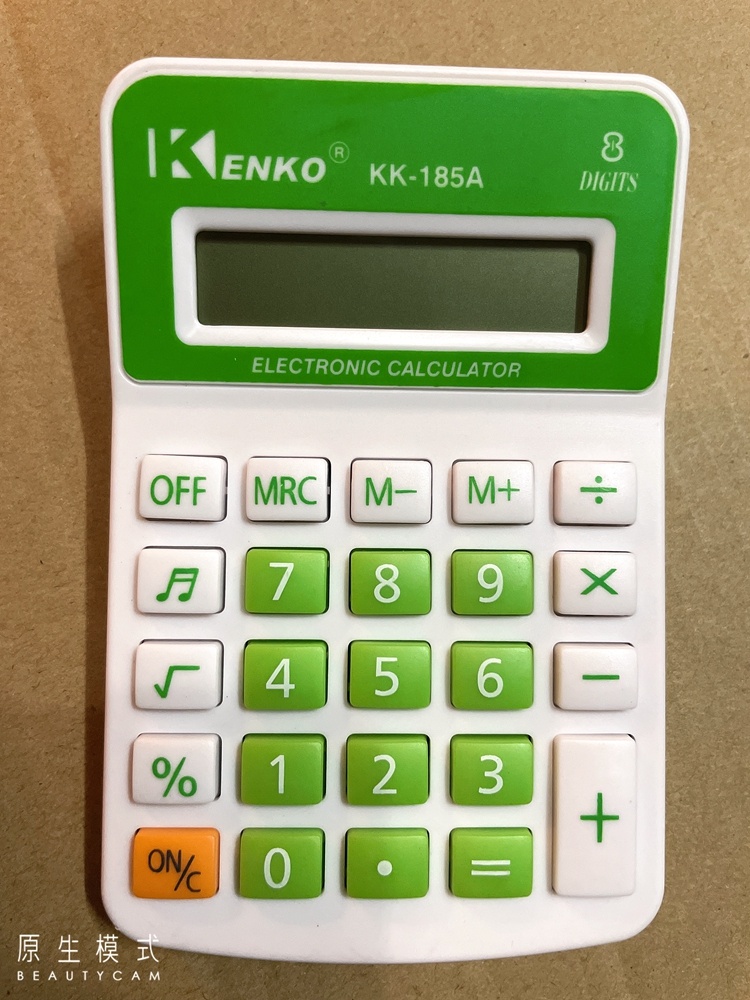 KENKO® KK-185A
8
DIGITS
ELECTRONIC CALCULATOR
OFF MRC M− M+ ÷
7 8 9 ×
√ 4 5 6 −
% 1 2 3 +
ON/C 0 . =
原生模式
BEAUTYCAM